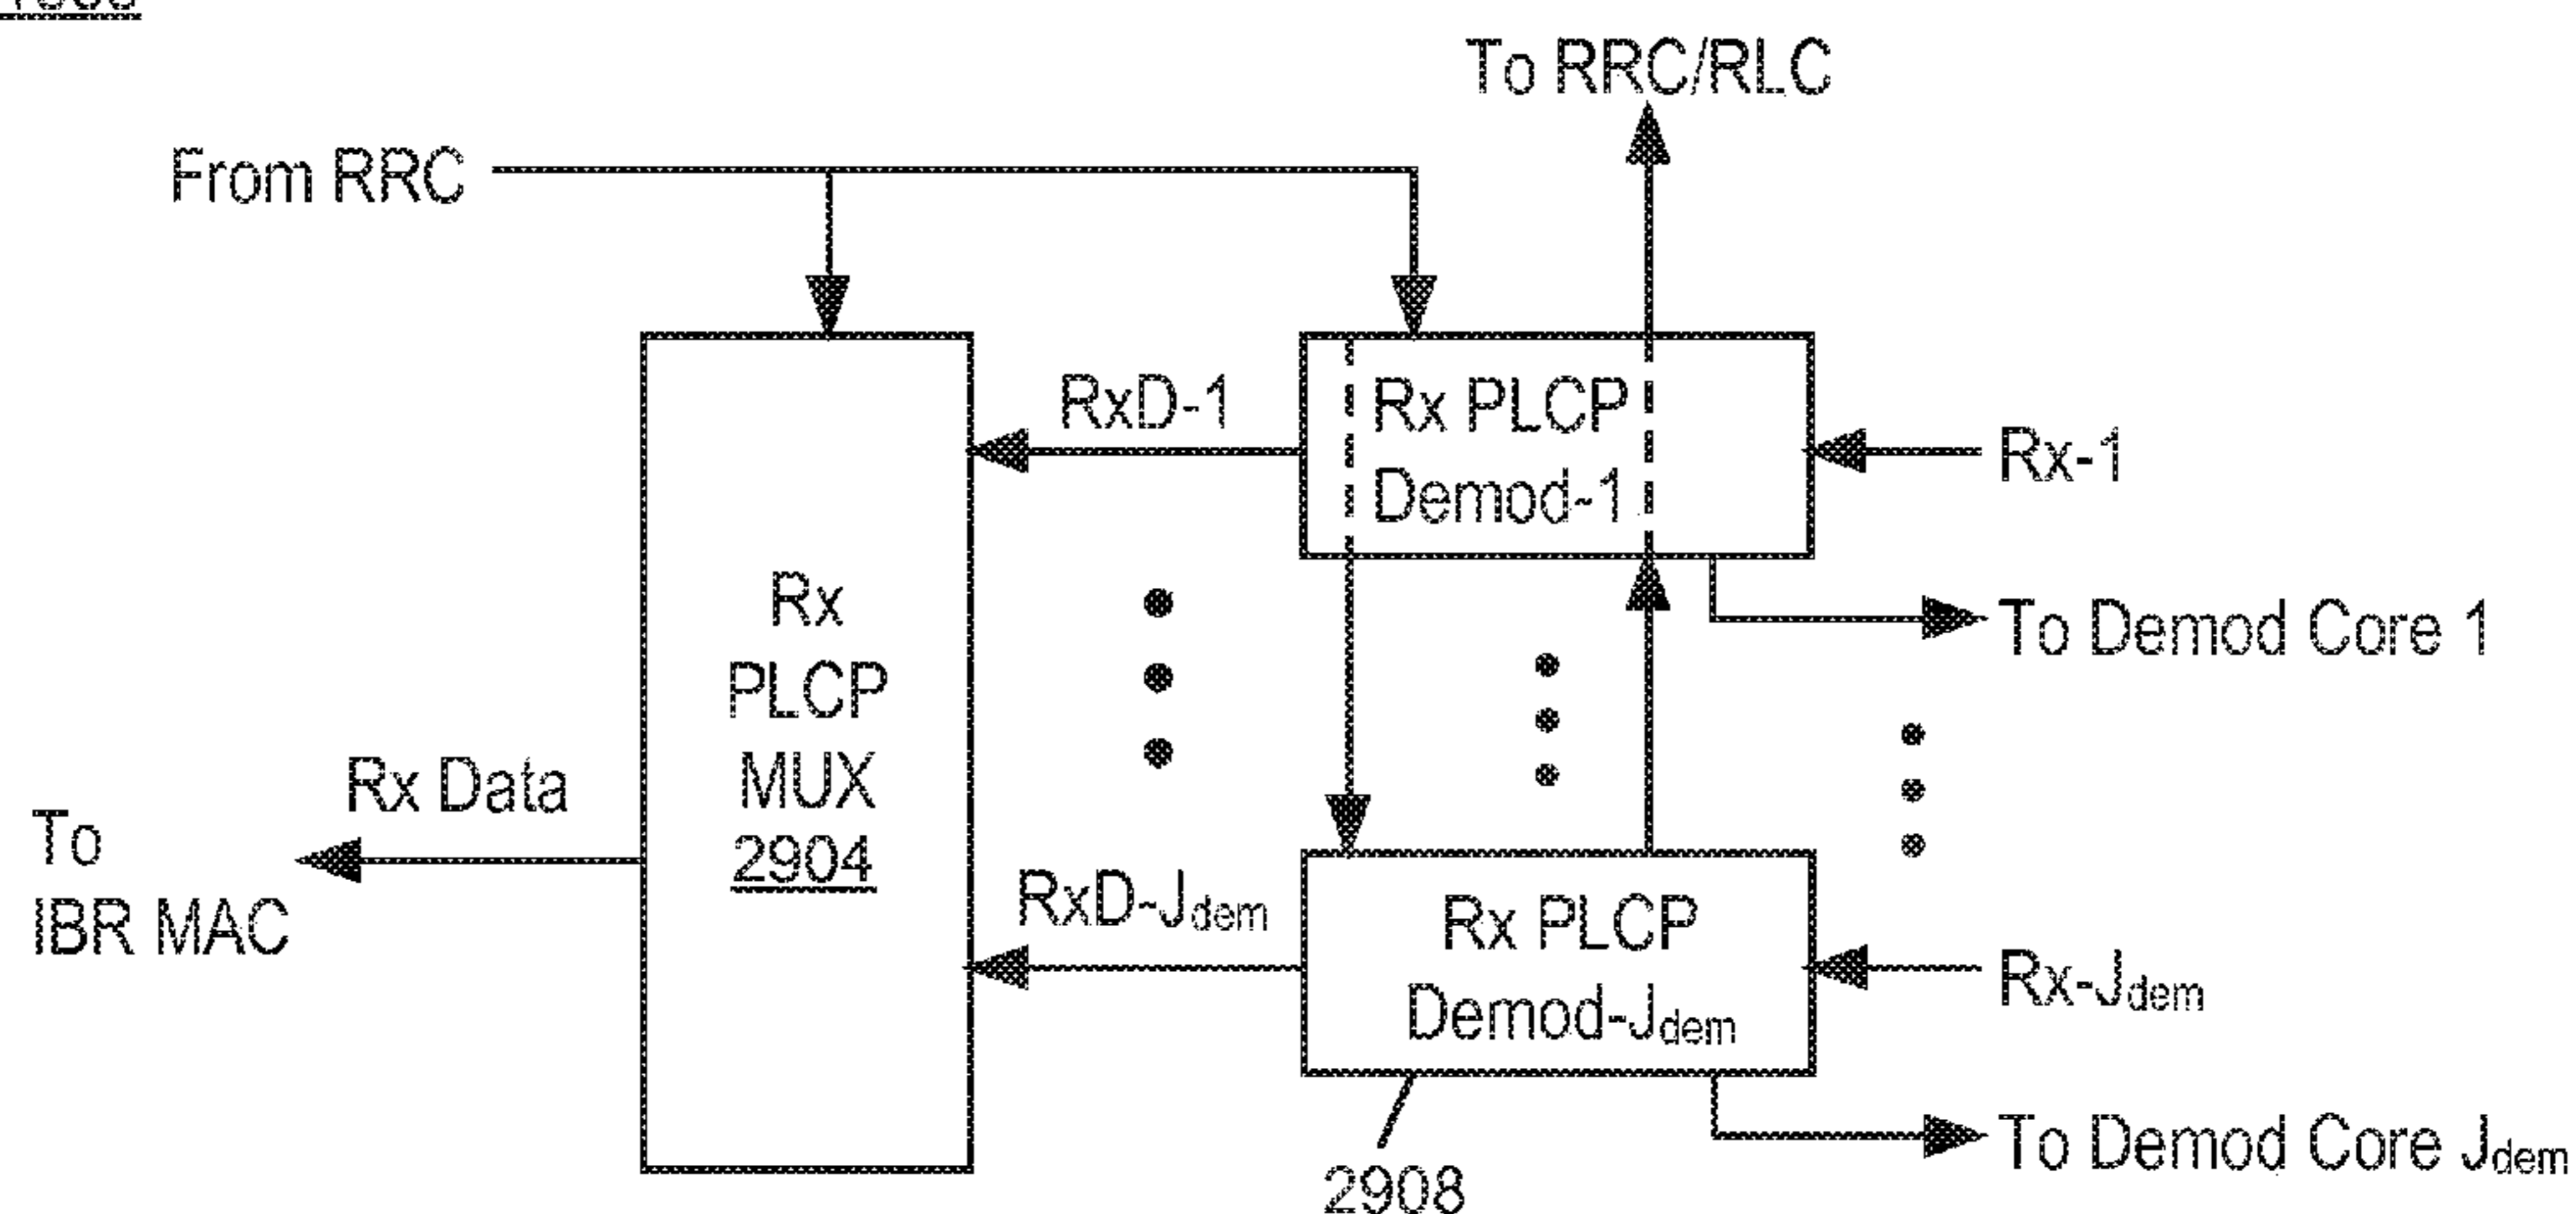 To RRC/RLC
From RRC
RxD-1
Rx PLCP
Demod-1
Rx-1
To Demod Core 1
Rx
PLCP
MUX
2904
Rx Data
To
IBR MAC
RxD-Jdem
Rx PLCP
Demod-Jdem
Rx-Jdem
To Demod Core Jdem
2908